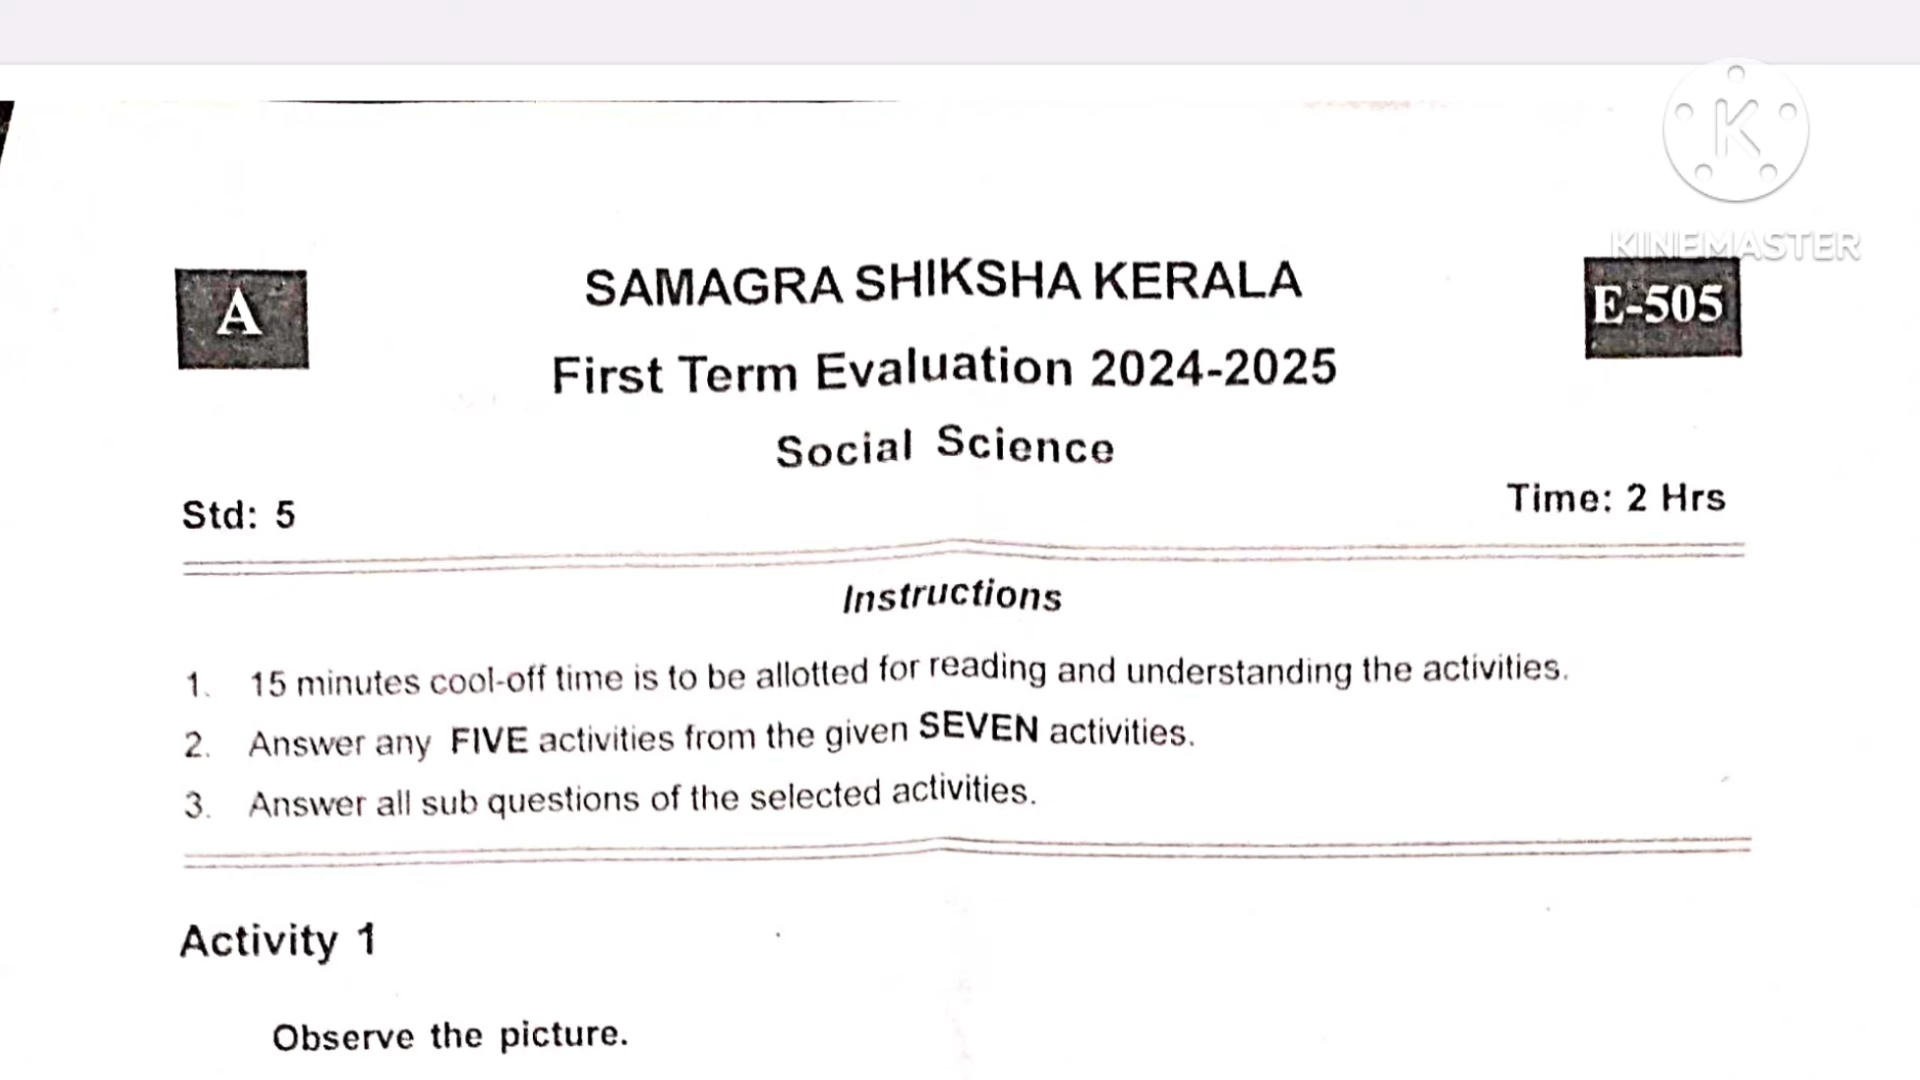 K
KINEMASTER
A
SAMAGRA SHIKSHA KERALA
E-505
First Term Evaluation 2024-2025
Social Science
Std: 5
Time: 2 Hrs
Instructions
1. 15 minutes cool-off time is to be allotted for reading and understanding the activities.
2. Answer any FIVE activities from the given SEVEN activities.
3. Answer all sub questions of the selected activities.
Activity 1
Observe the picture.